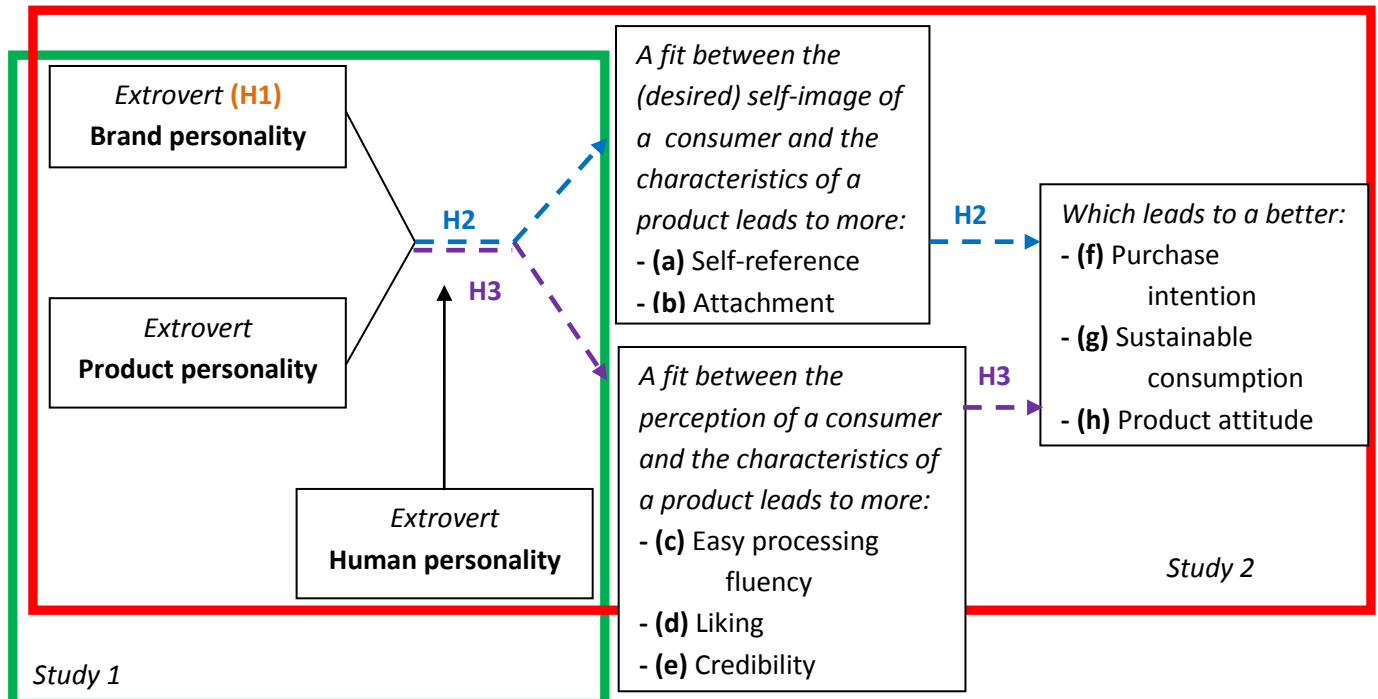 Extrovert (H1)
Brand personality
Extrovert
Product personality
Extrovert
Human personality
Study 1
H2
H3
A fit between the
(desired) self-image of
a consumer and the
characteristics of a
product leads to more:
- (a) Self-reference
- (b) Attachment
A fit between the
perception of a consumer
and the characteristics of
a product leads to more:
- (c) Easy processing
fluency
- (d) Liking
- (e) Credibility
H2
H3
Which leads to a better:
- (f) Purchase
intention
- (g) Sustainable
consumption
- (h) Product attitude
Study 2